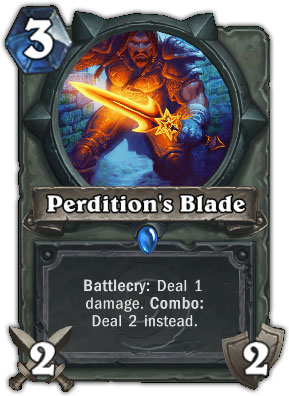 3
Perdition's Blade
Battlecry: Deal 1
damage. Combo:
Deal 2 instead.
2 2